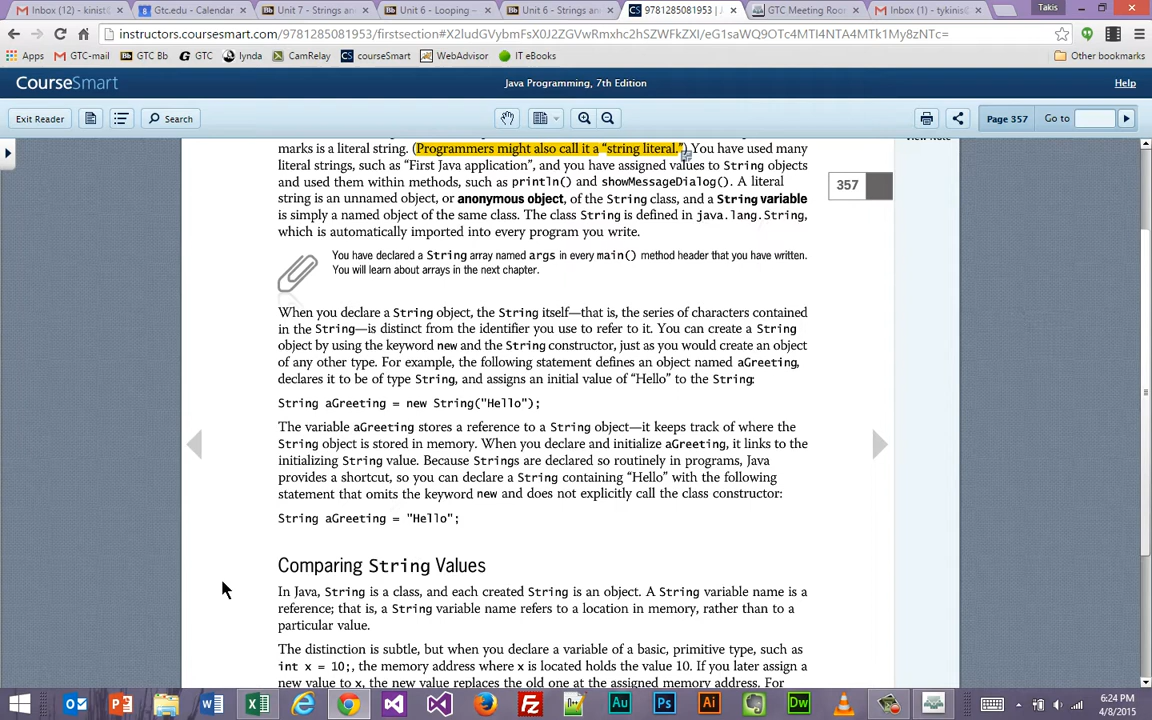 Inbox (12) - kinist@
Gtc.edu - Calendar
Unit 7 - Strings and
Unit 6 - Looping –
Unit 6 - Strings and
9781285081953 |
GTC Meeting Room
Inbox (1) - tykinis@
Takis
instructors.coursesmart.com/9781285081953/firstsection#
Apps
GTC-mail
GTC Bb
GTC
lynda
CamRelay
courseSmart
WebAdvisor
IT eBooks
Other bookmarks
CourseSmart
Java Programming, 7th Edition
Help
Exit Reader
Search
Page 357
Go to
marks is a literal string. (Programmers might also call it a “string literal.”) You have used many
literal strings, such as “First Java application”, and you have assigned values to String objects
and used them within methods, such as println() and showMessageDialog(). A literal
string is an unnamed object, or anonymous object, of the String class, and a String variable
is simply a named object of the same class. The class String is defined in java.lang.String,
which is automatically imported into every program you write.
357
You have declared a String array named args in every main() method header that you have written.
You will learn about arrays in the next chapter.
When you declare a String object, the String itself—that is, the series of characters contained
in the String—is distinct from the identifier you use to refer to it. You can create a String
object by using the keyword new and the String constructor, just as you would create an object
of any other type. For example, the following statement defines an object named aGreeting,
declares it to be of type String, and assigns an initial value of “Hello” to the String:
String aGreeting = new String("Hello");
The variable aGreeting stores a reference to a String object—it keeps track of where the
String object is stored in memory. When you declare and initialize aGreeting, it links to the
initializing String value. Because Strings are declared so routinely in programs, Java
provides a shortcut, so you can declare a String containing “Hello” with the following
statement that omits the keyword new and does not explicitly call the class constructor:
String aGreeting = "Hello";
Comparing String Values
In Java, String is a class, and each created String is an object. A String variable name is a
reference; that is, a String variable name refers to a location in memory, rather than to a
particular value.
The distinction is subtle, but when you declare a variable of a basic, primitive type, such as
int x = 10;, the memory address where x is located holds the value 10. If you later assign a
new value to x, the new value replaces the old one at the assigned memory address. For
6:24 PM
4/8/2015